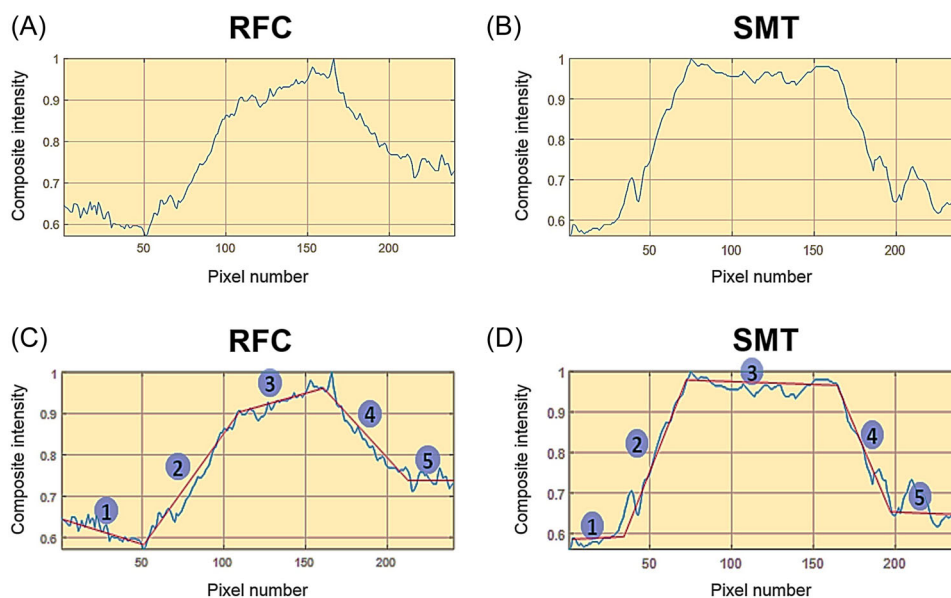 (A) RFC
Composite intensity
1
0.9
0.8
0.7
0.6
50 100 150 200
Pixel number
(B) SMT
Composite intensity
1
0.9
0.8
0.7
0.6
50 100 150 200
Pixel number
(C) RFC
Composite intensity
1
0.9
0.8
0.7
0.6
1 2 3 4 5
50 100 150 200
Pixel number
(D) SMT
Composite intensity
1
0.9
0.8
0.7
0.6
1 2 3 4 5
50 100 150 200
Pixel number